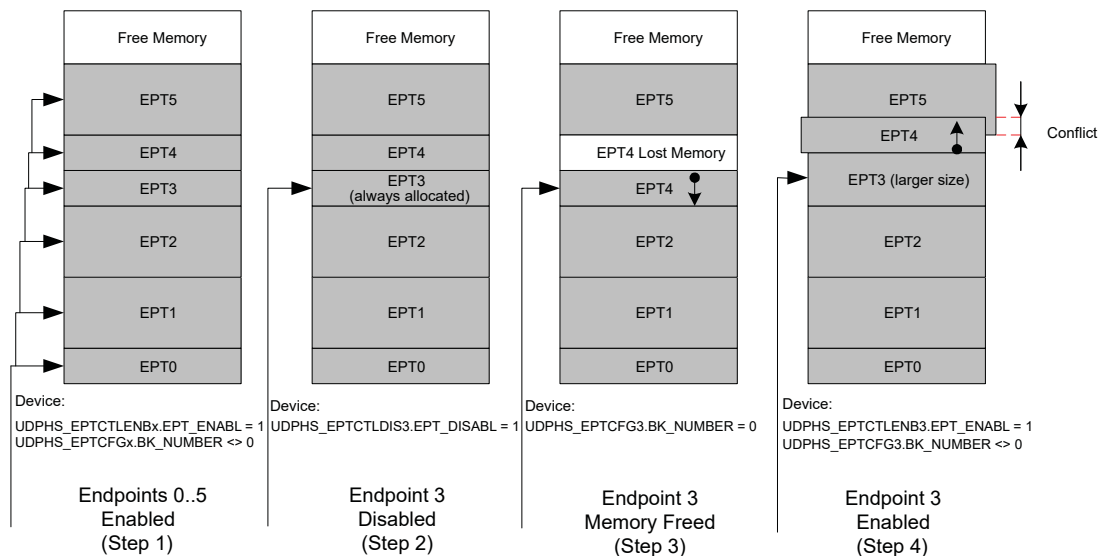 Free Memory
EPT5
EPT4
EPT3
EPT2
EPT1
EPT0
Device:
UDPHS_EPTCTLENBx.EPT_ENABL = 1
UDPHS_EPTCFGx.BK_NUMBER <> 0
Endpoints 0..5
Enabled
(Step 1)
Free Memory
EPT5
EPT4
EPT3
(always allocated)
EPT2
EPT1
EPT0
Device:
UDPHS_EPTCTLDIS3.EPT_DISABL = 1
Endpoint 3
Disabled
(Step 2)
Free Memory
EPT5
EPT4 Lost Memory
EPT4
EPT2
EPT1
EPT0
Device:
UDPHS_EPTCFG3.BK_NUMBER = 0
Endpoint 3
Memory Freed
(Step 3)
Free Memory
EPT5
EPT4
Conflict
EPT3 (larger size)
EPT2
EPT1
EPT0
Device:
UDPHS_EPTCTLENB3.EPT_ENABL = 1
UDPHS_EPTCFG3.BK_NUMBER <> 0
Endpoint 3
Enabled
(Step 4)